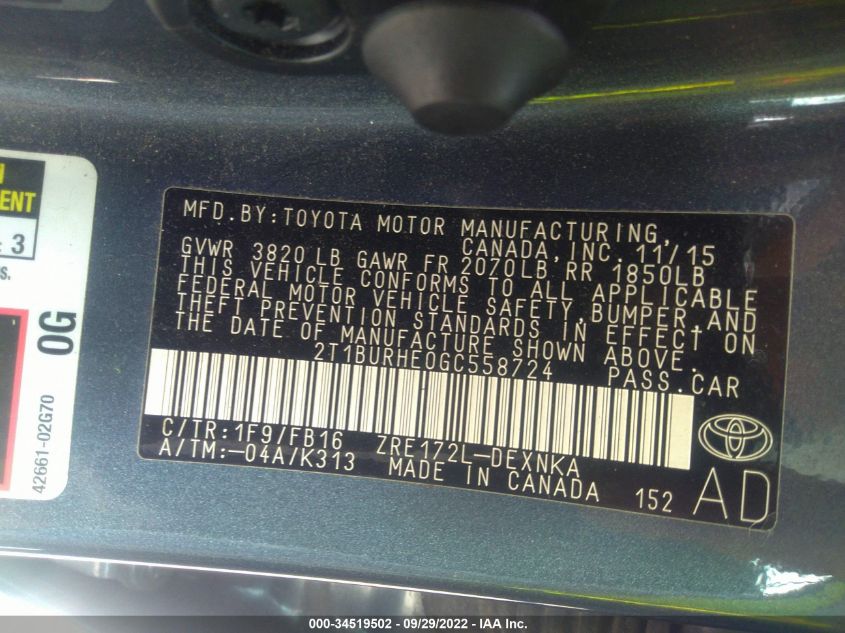 MFD.BY:TOYOTA MOTOR MANUFACTURING,
CANADA,INC. 11/15
GVWR 3820 LB GAWR FR 2070LB RR 1850LB
THIS VEHICLE CONFORMS TO ALL APPLICABLE
FEDERAL MOTOR VEHICLE SAFETY,BUMPER,AND
THEFT PREVENTION STANDARDS IN EFFECT ON
THE DATE OF MANUFACTURE SHOWN ABOVE.
2T1BURHE0GC558724 PASS.CAR
C/TR:1F9/FB16 ZRE172L-DEXNKA
A/TM:-04A/K313 MADE IN CANADA 152
AD
ENT
: 3
s.
0G
42661-02G70
000-34519502 - 09/29/2022 - IAA Inc.